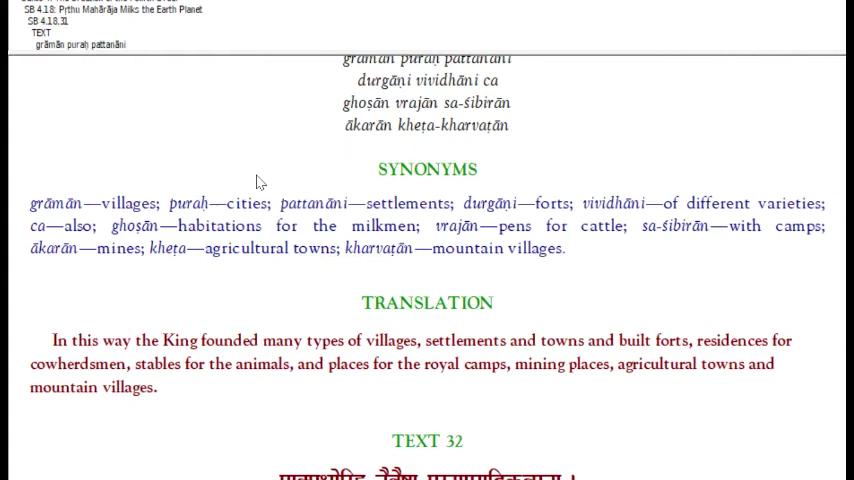 SB 4.18: Pṛthu Mahārāja Milks the Earth Planet
SB 4.18.31
TEXT
grāmān puraḥ pattanāni
grāmān puraḥ pattanāni
durgāṇi vividhāni ca
ghoṣān vrajān sa-śibirān
ākarān kheṭa-kharvaṭān
SYNONYMS
grāmān—villages; puraḥ—cities; pattanāni—settlements; durgāṇi—forts; vividhāni—of different varieties;
ca—also; ghoṣān—habitations for the milkmen; vrajān—pens for cattle; sa-śibirān—with camps;
ākarān—mines; kheṭa—agricultural towns; kharvaṭān—mountain villages.
TRANSLATION
In this way the King founded many types of villages, settlements and towns and built forts, residences for
cowherdsmen, stables for the animals, and places for the royal camps, mining places, agricultural towns and
mountain villages.
TEXT 32